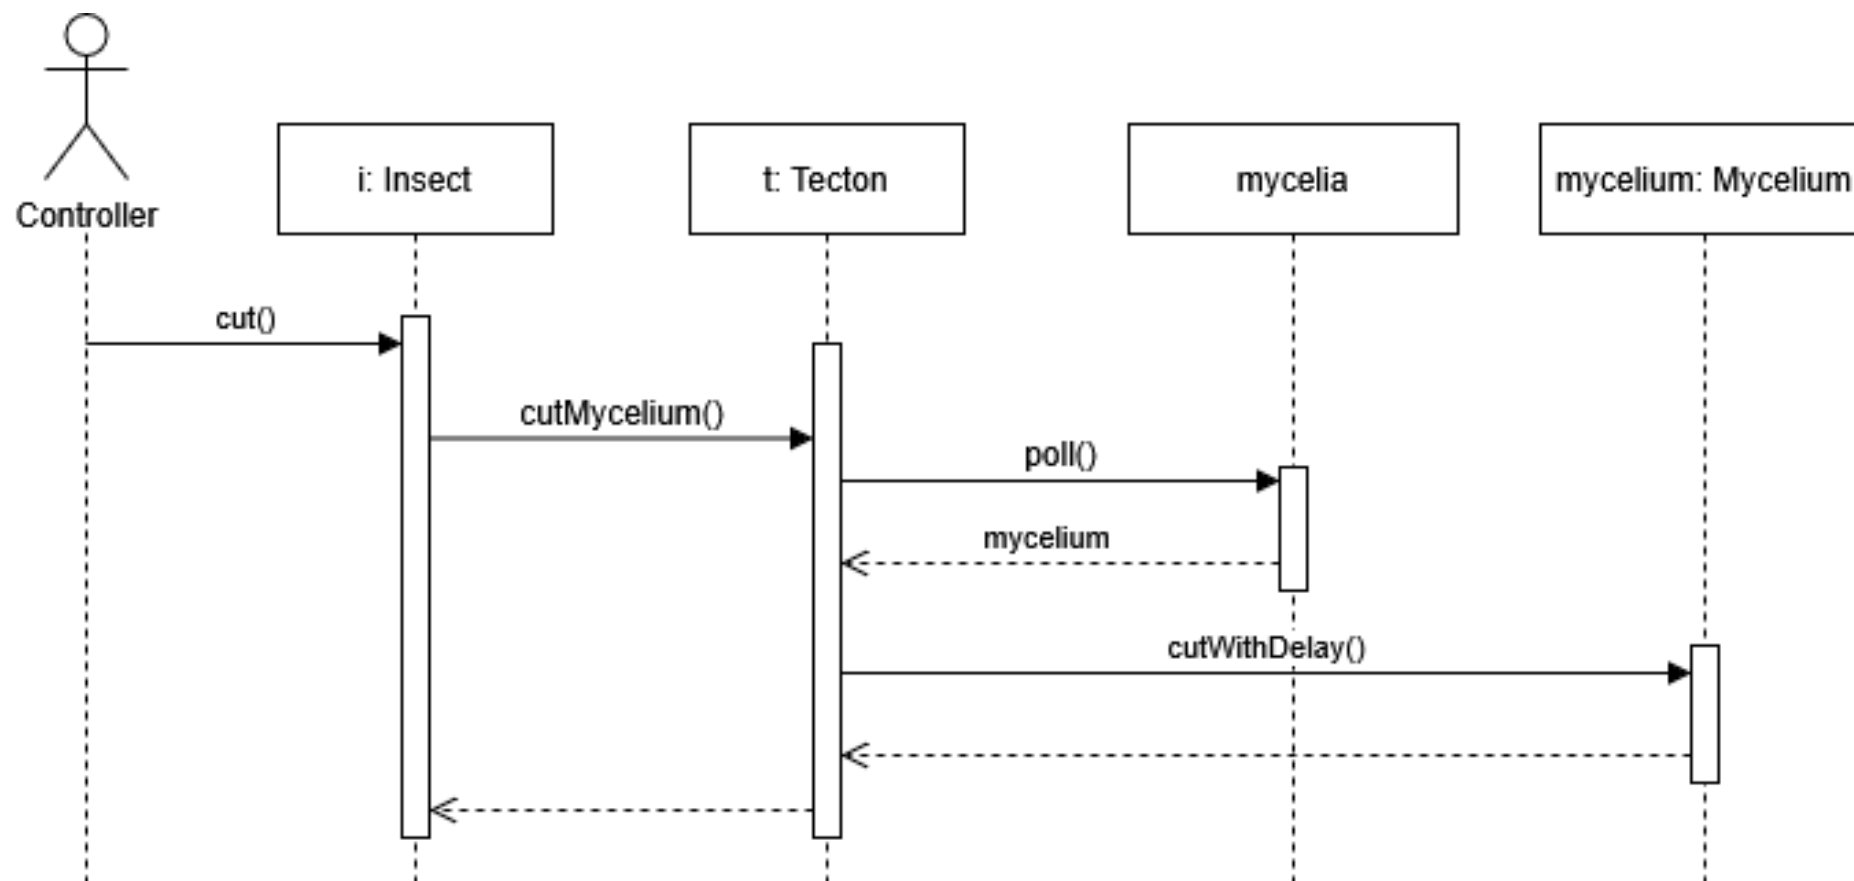 Controller
i: Insect
t: Tecton
mycelia
mycelium: Mycelium
cut()
cutMycelium()
poll()
mycelium
cutWithDelay()